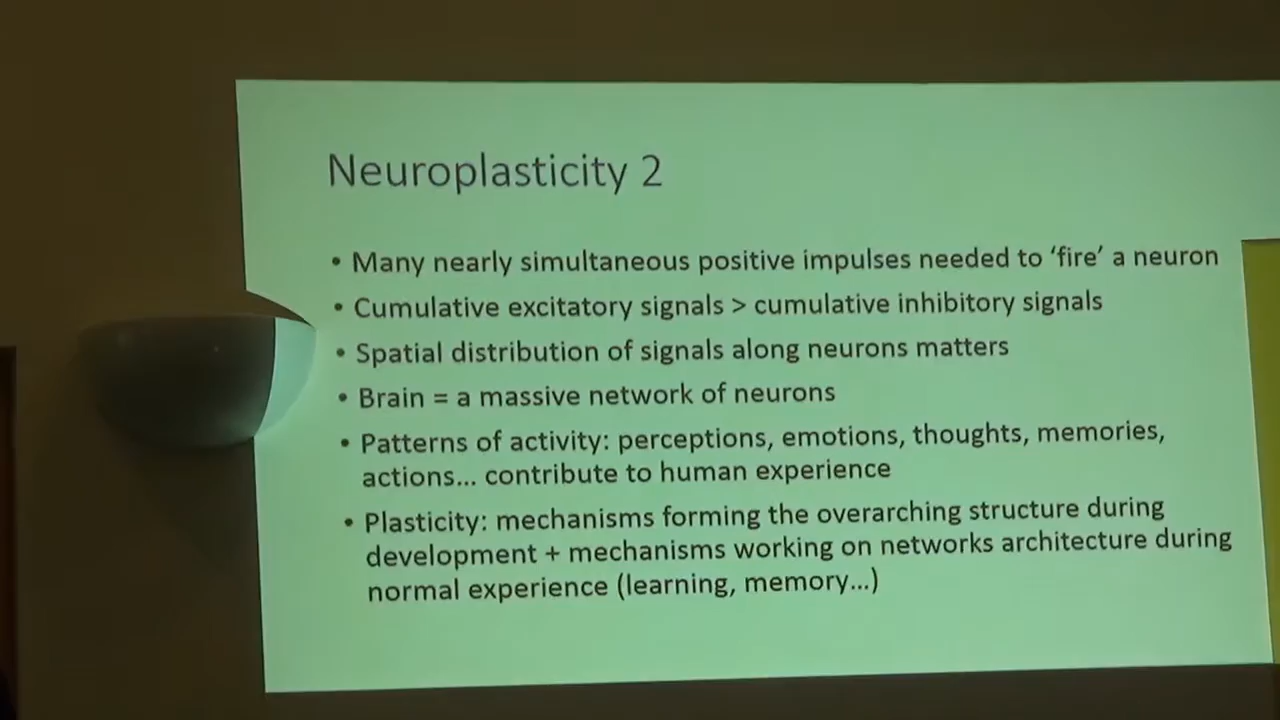 Neuroplasticity 2
• Many nearly simultaneous positive impulses needed to ‘fire’ a neuron
• Cumulative excitatory signals > cumulative inhibitory signals
• Spatial distribution of signals along neurons matters
• Brain = a massive network of neurons
• Patterns of activity: perceptions, emotions, thoughts, memories,
actions... contribute to human experience
• Plasticity: mechanisms forming the overarching structure during
development + mechanisms working on networks architecture during
normal experience (learning, memory...)